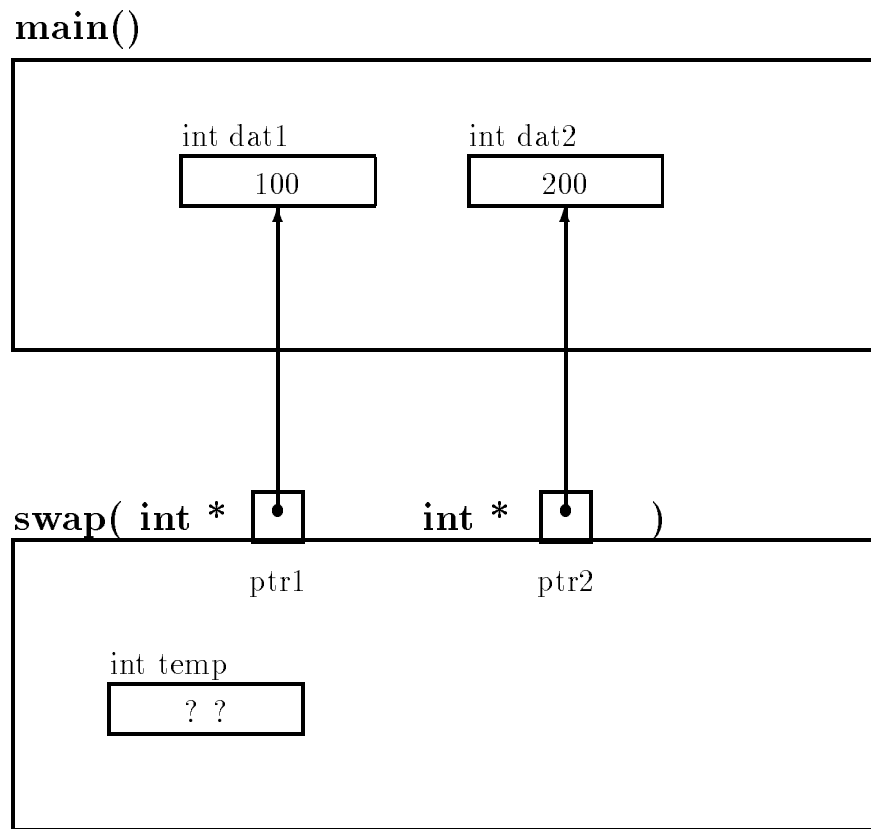 main()
int dat1 int dat2
100 200
swap( int * int * )
ptr1 ptr2
int temp
? ?